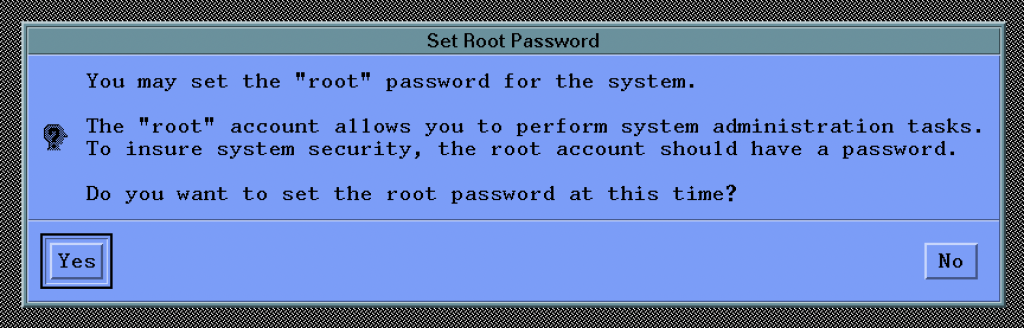 Set Root Password
You may set the "root" password for the system.
The "root" account allows you to perform system administration tasks.
To insure system security, the root account should have a password.
Do you want to set the root password at this time?
Yes
No